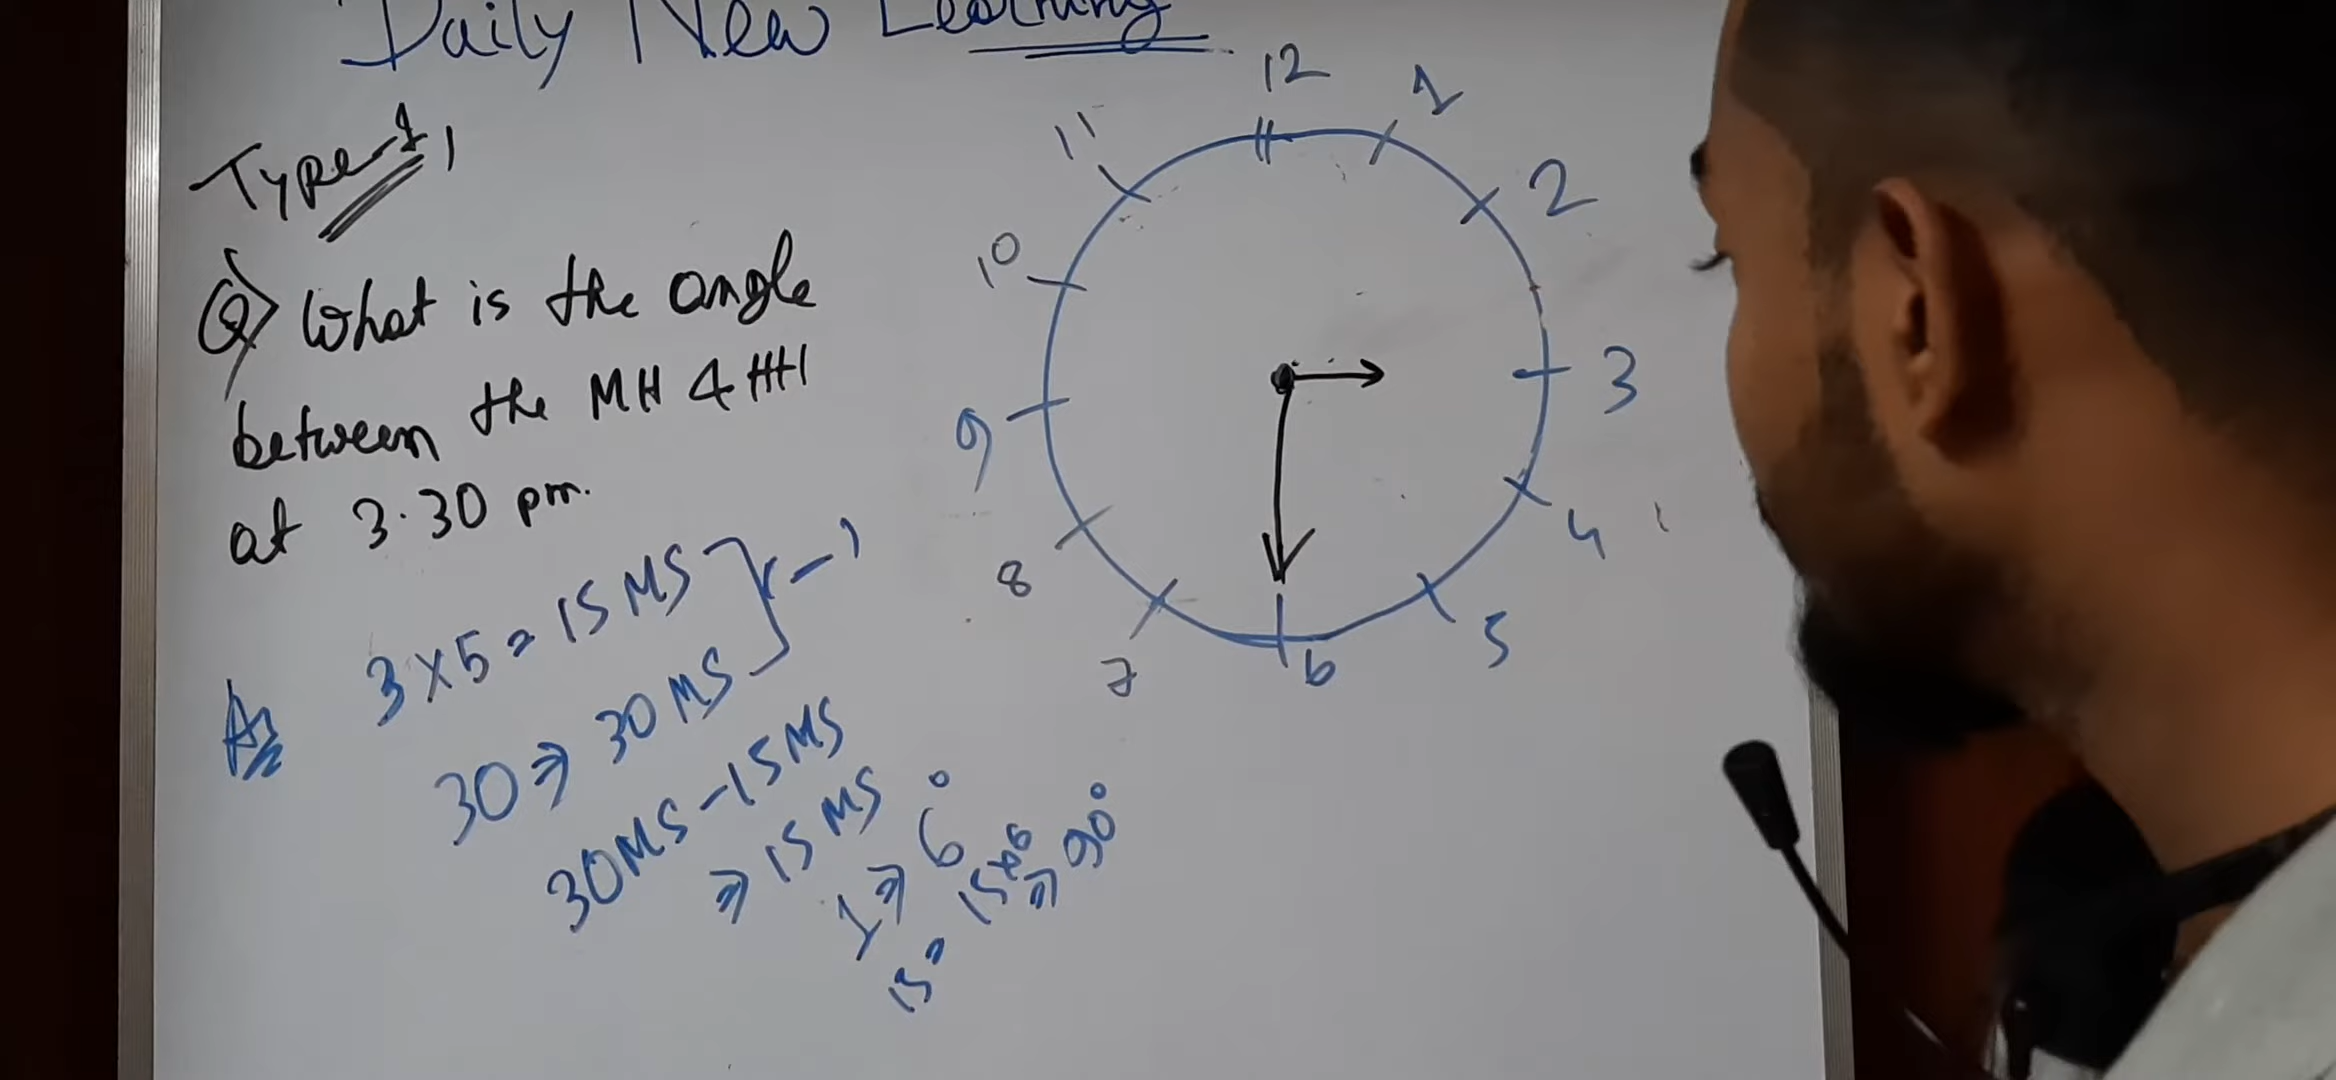 Daily New Learning
Type-1,
Q) What is the angle
between the MH & HH
at 3.30 pm.
3 x 5 = 15 MS
30 ⇒ 30 MS
30MS - 15MS
⇒ 15 MS
1 ⇒ 6°
15 = 15x6
⇒ 90°
12
1
2
3
4
5
6
7
8
9
10
11